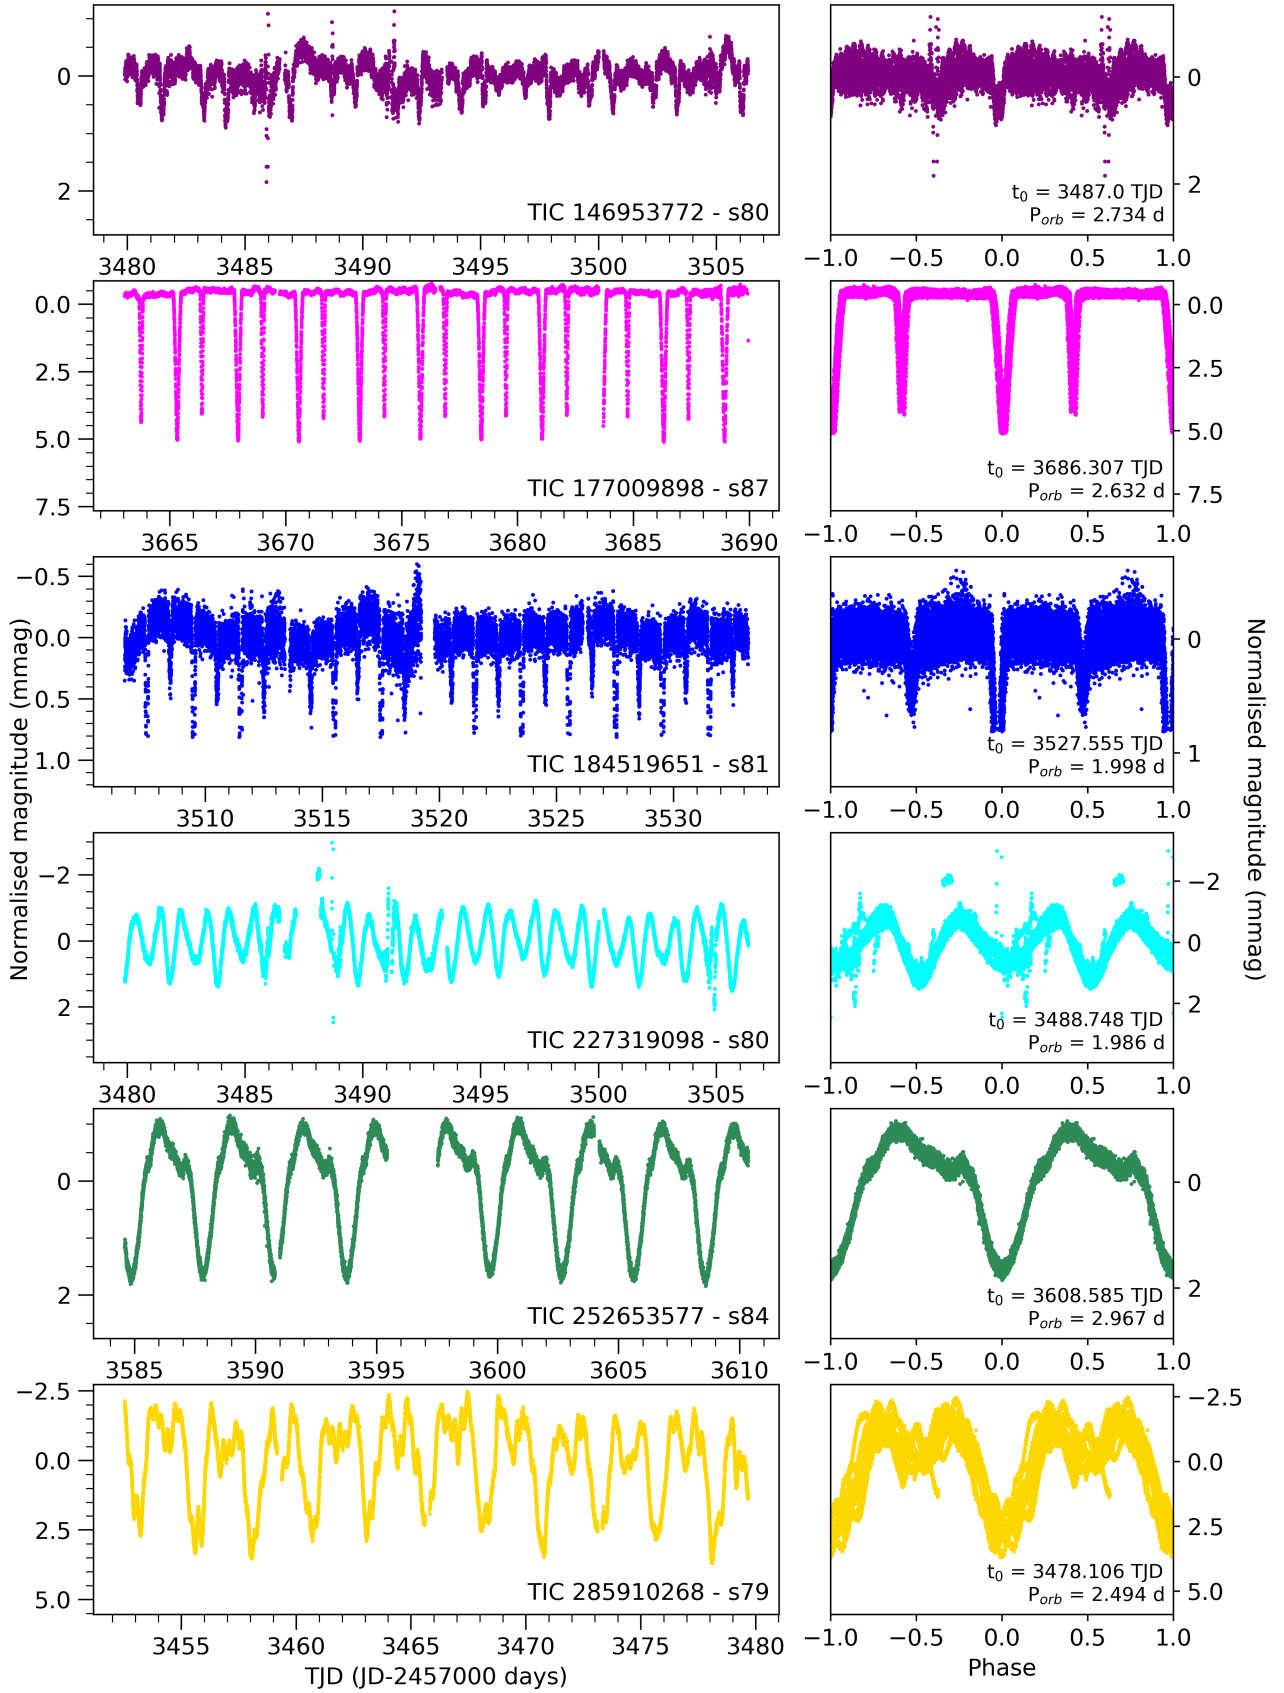 0
2
TIC 146953772 - s80
3480 3485 3490 3495 3500 3505
0
2
t0 = 3487.0 TJD
Porb = 2.734 d
−1.0 −0.5 0.0 0.5 1.0
0.0
2.5
5.0
7.5
TIC 177009898 - s87
3665 3670 3675 3680 3685 3690
0.0
2.5
5.0
7.5
t0 = 3686.307 TJD
Porb = 2.632 d
−1.0 −0.5 0.0 0.5 1.0
−0.5
0.0
0.5
1.0
TIC 184519651 - s81
3510 3515 3520 3525 3530
0
1
t0 = 3527.555 TJD
Porb = 1.998 d
−1.0 −0.5 0.0 0.5 1.0
Normalised magnitude (mmag)
Normalised magnitude (mmag)
−2
0
2
TIC 227319098 - s80
3480 3485 3490 3495 3500 3505
−2
0
2
t0 = 3488.748 TJD
Porb = 1.986 d
−1.0 −0.5 0.0 0.5 1.0
0
2
TIC 252653577 - s84
3585 3590 3595 3600 3605 3610
0
2
t0 = 3608.585 TJD
Porb = 2.967 d
−1.0 −0.5 0.0 0.5 1.0
−2.5
0.0
2.5
5.0
TIC 285910268 - s79
3455 3460 3465 3470 3475 3480
TJD (JD-2457000 days)
−2.5
0.0
2.5
5.0
t0 = 3478.106 TJD
Porb = 2.494 d
−1.0 −0.5 0.0 0.5 1.0
Phase